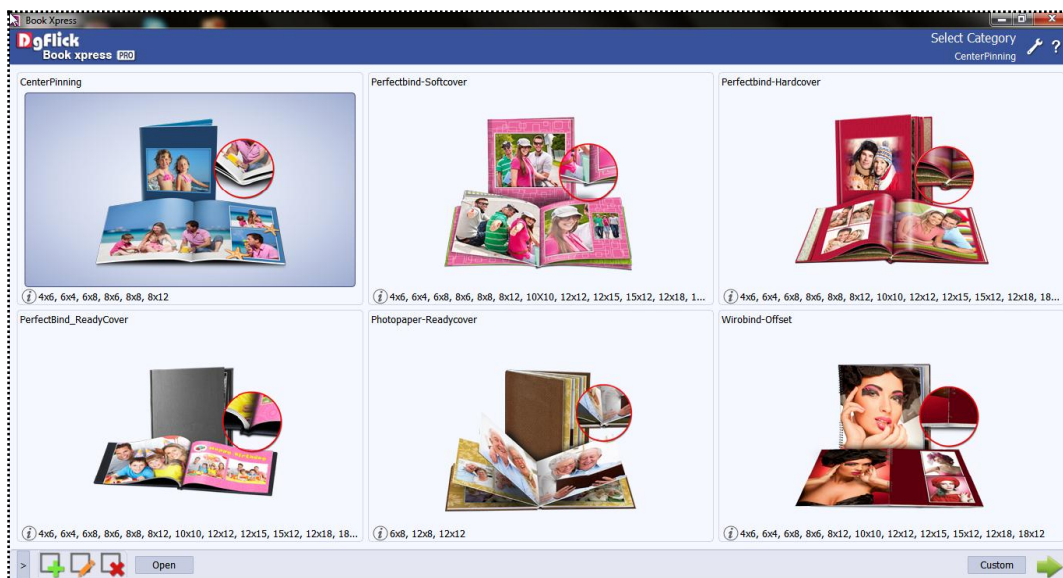 Book Xpress
DgFlick
Book xpress PRO
Select Category
CenterPinning
?
CenterPinning
Perfectbind-Softcover
Perfectbind-Hardcover
i 4x6, 6x4, 6x8, 8x6, 8x8, 8x12
i 4x6, 6x4, 6x8, 8x6, 8x8, 8x12, 10X10, 12x12, 12x15, 15x12, 12x18, 1...
i 4x6, 6x4, 6x8, 8x6, 8x8, 8x12, 10x10, 12x12, 12x15, 15x12, 12x18, 18...
PerfectBind_ReadyCover
Photopaper-Readycover
Wirobind-Offset
Happy Birthday
i 4x6, 6x4, 6x8, 8x6, 8x8, 8x12, 10x10, 12x12, 12x15, 15x12, 12x18, 18...
i 6x8, 12x8, 12x12
i 4x6, 6x4, 6x8, 8x6, 8x12, 10x10, 12x12, 12x15, 15x12, 12x18, 18x12
>
Open
Custom